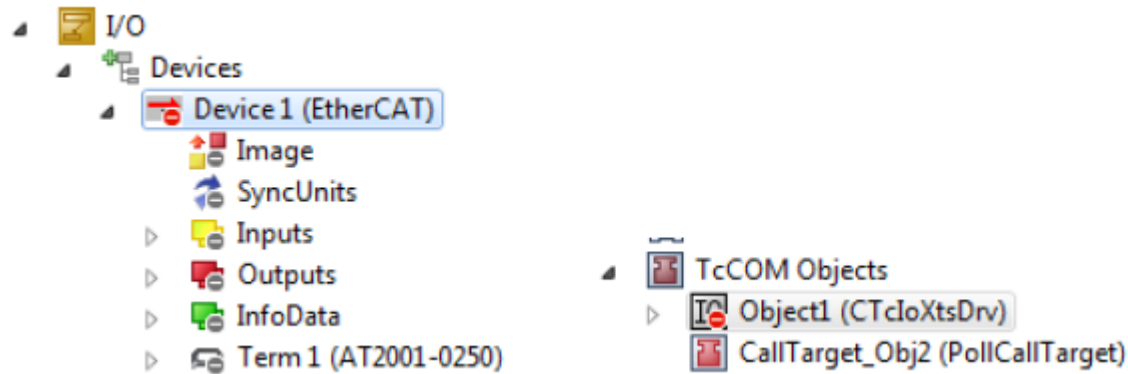 I/O
Devices
Device 1 (EtherCAT)
Image
SyncUnits
Inputs
Outputs
InfoData
Term 1 (AT2001-0250)
TcCOM Objects
Object1 (CTcIoXtsDrv)
CallTarget_Obj2 (PollCallTarget)